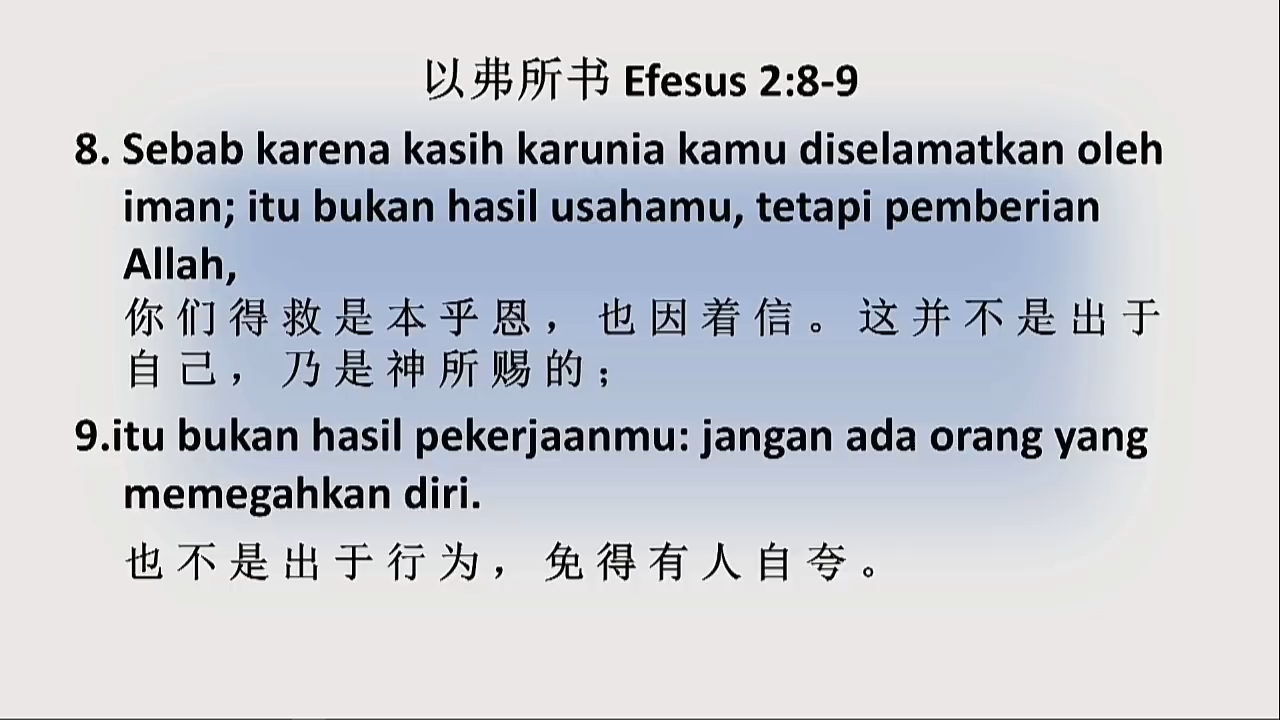 以弗所书 Efesus 2:8-9
8. Sebab karena kasih karunia kamu diselamatkan oleh
iman; itu bukan hasil usahamu, tetapi pemberian
Allah,
你们得救是本乎恩，也因着信。这并不是出于
自己，乃是神所赐的；
9.itu bukan hasil pekerjaanmu: jangan ada orang yang
memegahkan diri.
也不是出于行为，免得有人自夸。